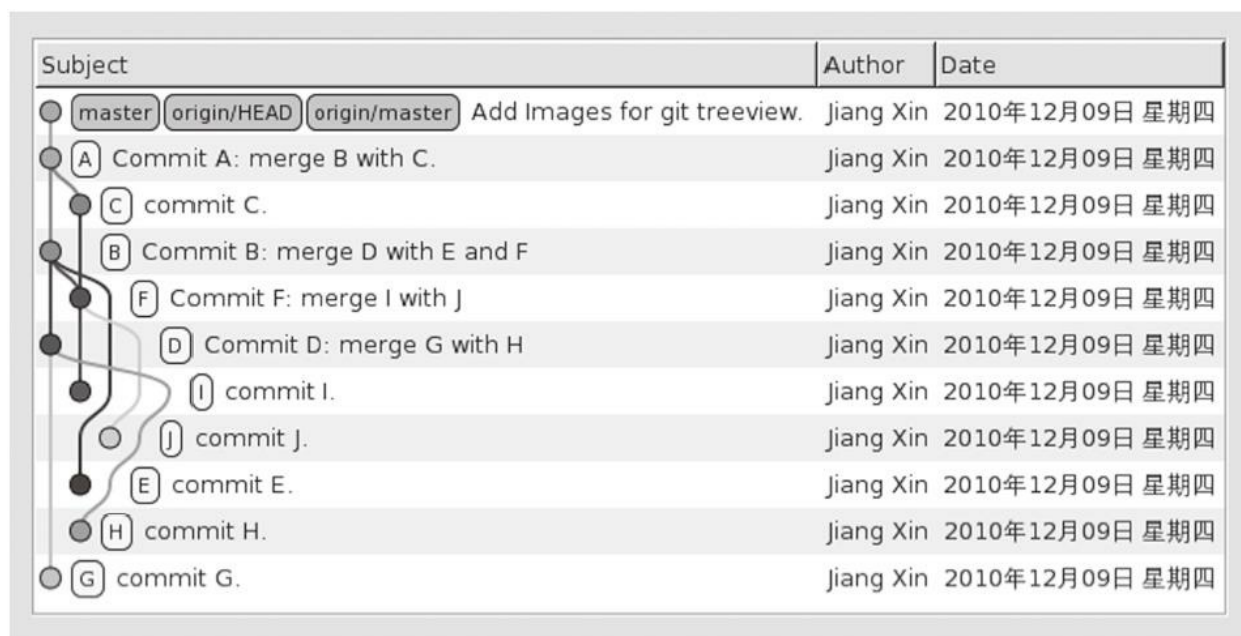 Subject Author Date
master origin/HEAD origin/master Add Images for git treeview. Jiang Xin 2010年12月09日 星期四
A Commit A: merge B with C. Jiang Xin 2010年12月09日 星期四
C commit C. Jiang Xin 2010年12月09日 星期四
B Commit B: merge D with E and F Jiang Xin 2010年12月09日 星期四
F Commit F: merge I with J Jiang Xin 2010年12月09日 星期四
D Commit D: merge G with H Jiang Xin 2010年12月09日 星期四
I commit I. Jiang Xin 2010年12月09日 星期四
J commit J. Jiang Xin 2010年12月09日 星期四
E commit E. Jiang Xin 2010年12月09日 星期四
H commit H. Jiang Xin 2010年12月09日 星期四
G commit G. Jiang Xin 2010年12月09日 星期四